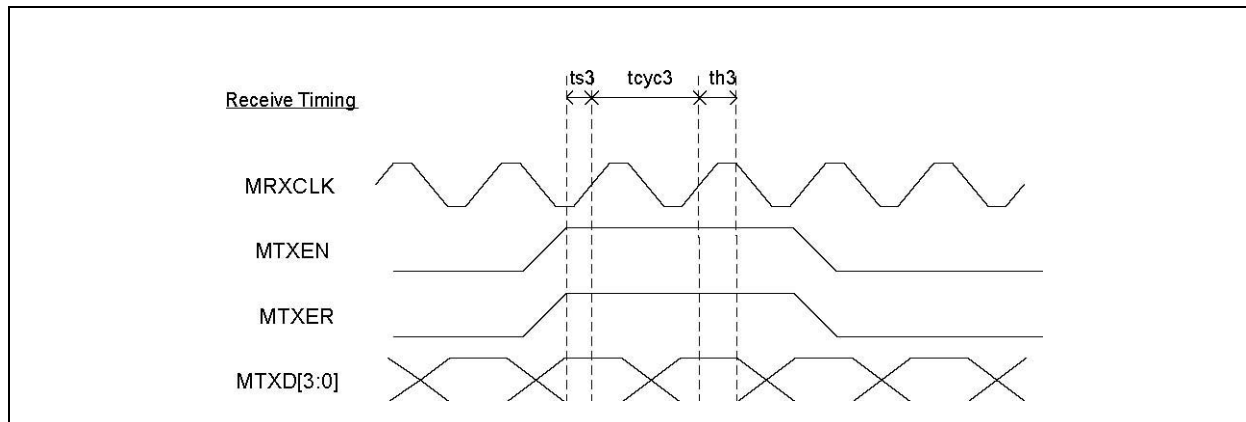 ts3 tcyc3 th3
Receive Timing
MRXCLK
MTXEN
MTXER
MTXD[3:0]